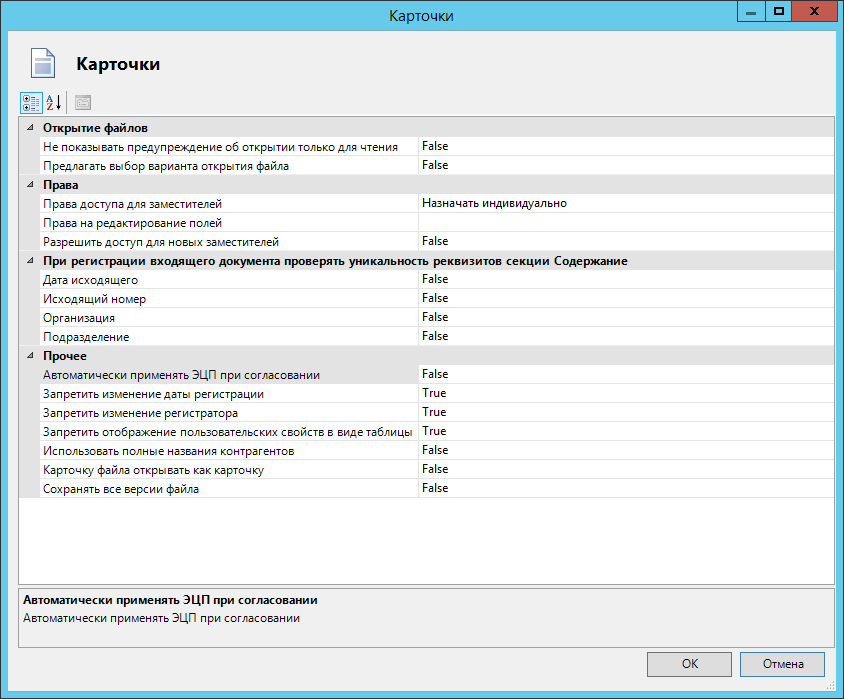 Карточки
Карточки
Открытие файлов
Не показывать предупреждение об открытии только для чтения False
Предлагать выбор варианта открытия файла False
Права
Права доступа для заместителей Назначать индивидуально
Права на редактирование полей
Разрешить доступ для новых заместителей False
При регистрации входящего документа проверять уникальность реквизитов секции Содержание
Дата исходящего False
Исходящий номер False
Организация False
Подразделение False
Прочее
Автоматически применять ЭЦП при согласовании False
Запретить изменение даты регистрации True
Запретить изменение регистратора True
Запретить отображение пользовательских свойств в виде таблицы True
Использовать полные названия контрагентов False
Карточку файла открывать как карточку False
Сохранять все версии файла False
Автоматически применять ЭЦП при согласовании
Автоматически применять ЭЦП при согласовании
ОК Отмена